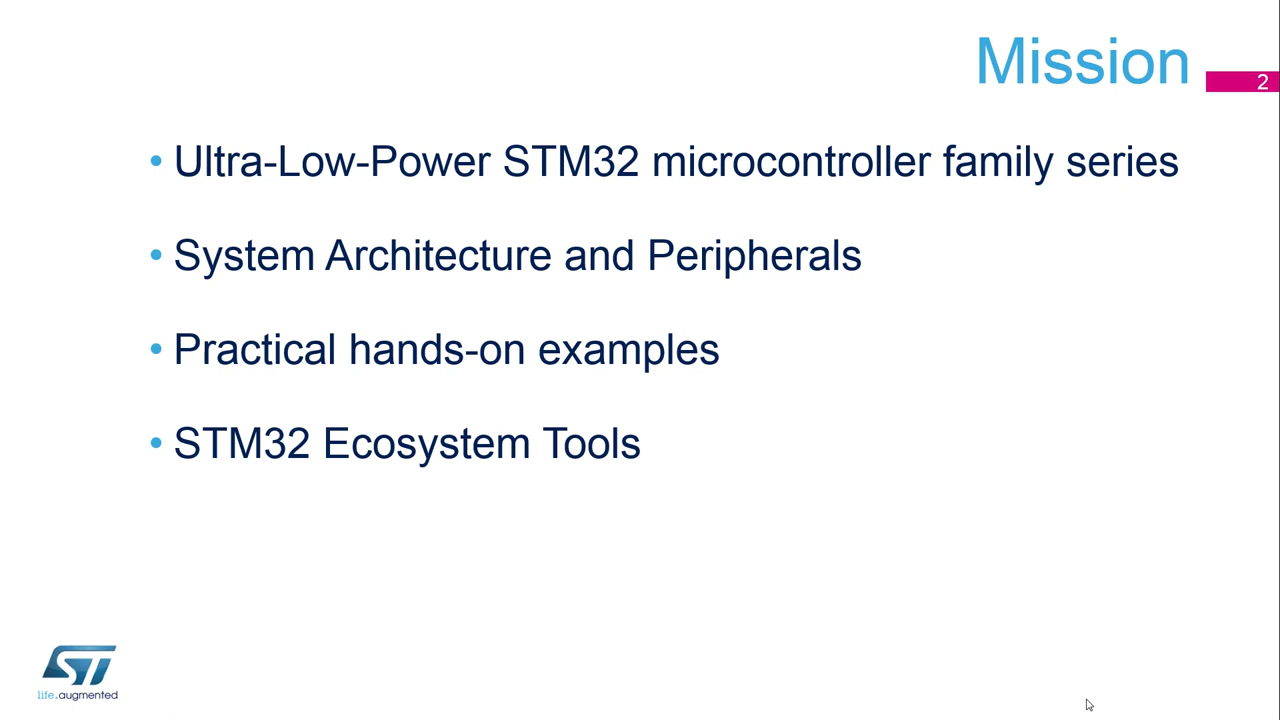 Mission
2
• Ultra-Low-Power STM32 microcontroller family series
• System Architecture and Peripherals
• Practical hands-on examples
• STM32 Ecosystem Tools
ST
life.augmented